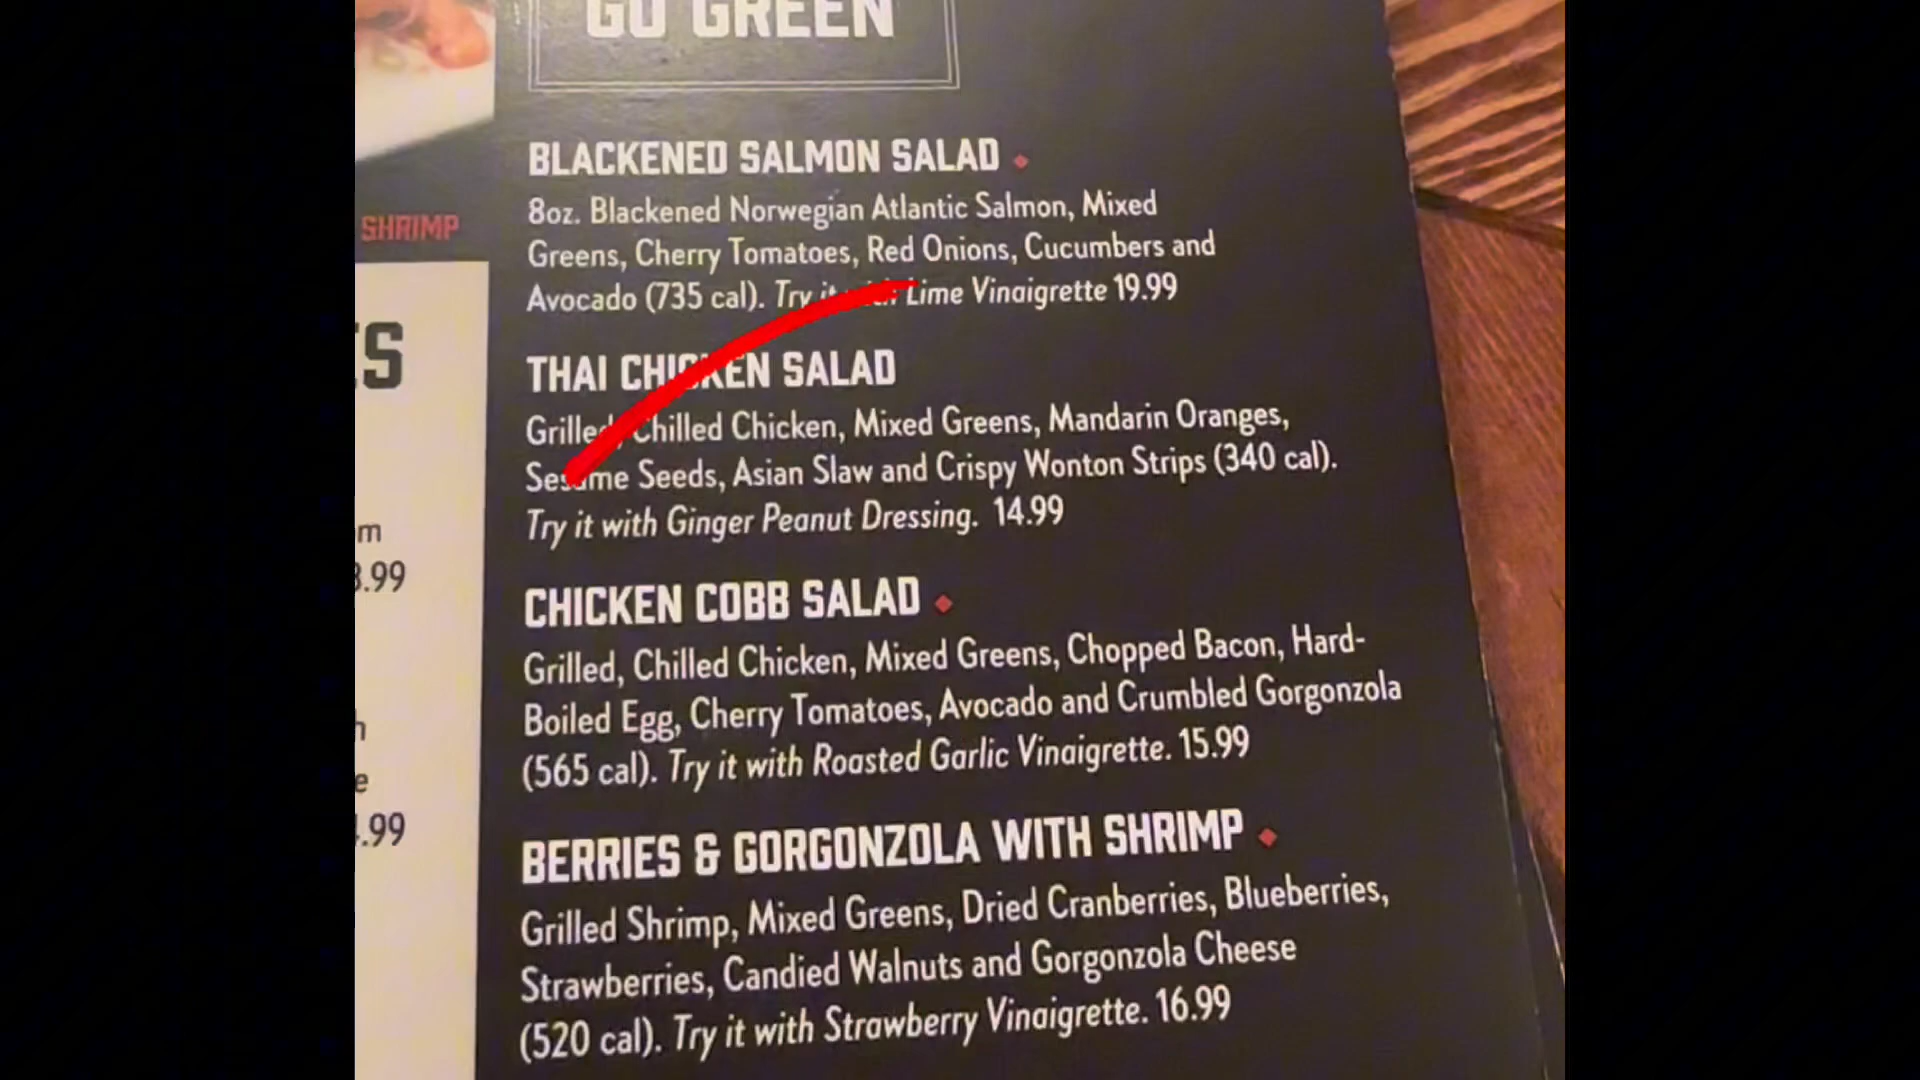 GO GREEN
BLACKENED SALMON SALAD
8oz. Blackened Norwegian Atlantic Salmon, Mixed
Greens, Cherry Tomatoes, Red Onions, Cucumbers and
Avocado (735 cal). Try it with Lime Vinaigrette 19.99
THAI CHICKEN SALAD
Grilled, Chilled Chicken, Mixed Greens, Mandarin Oranges,
Sesame Seeds, Asian Slaw and Crispy Wonton Strips (340 cal).
Try it with Ginger Peanut Dressing. 14.99
CHICKEN COBB SALAD
Grilled, Chilled Chicken, Mixed Greens, Chopped Bacon, Hard-
Boiled Egg, Cherry Tomatoes, Avocado and Crumbled Gorgonzola
(565 cal). Try it with Roasted Garlic Vinaigrette. 15.99
BERRIES & GORGONZOLA WITH SHRIMP
Grilled Shrimp, Mixed Greens, Dried Cranberries, Blueberries,
Strawberries, Candied Walnuts and Gorgonzola Cheese
(520 cal). Try it with Strawberry Vinaigrette. 16.99
SHRIMP